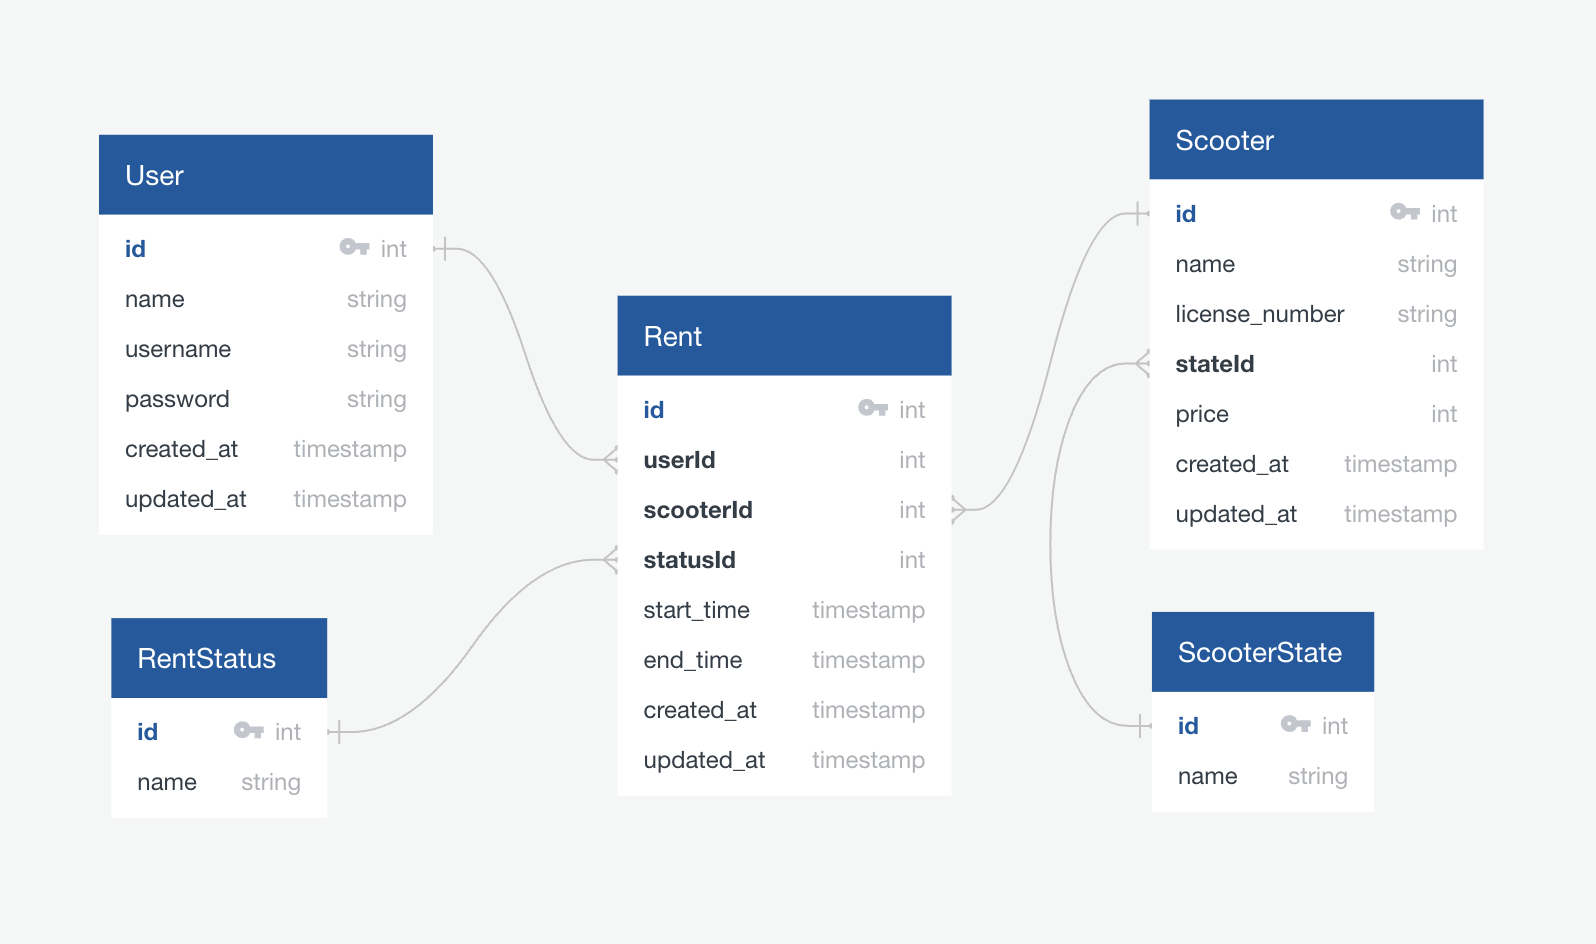 User
id int
name string
username string
password string
created_at timestamp
updated_at timestamp
RentStatus
id int
name string
Rent
id int
userId int
scooterId int
statusId int
start_time timestamp
end_time timestamp
created_at timestamp
updated_at timestamp
Scooter
id int
name string
license_number string
stateId int
price int
created_at timestamp
updated_at timestamp
ScooterState
id int
name string